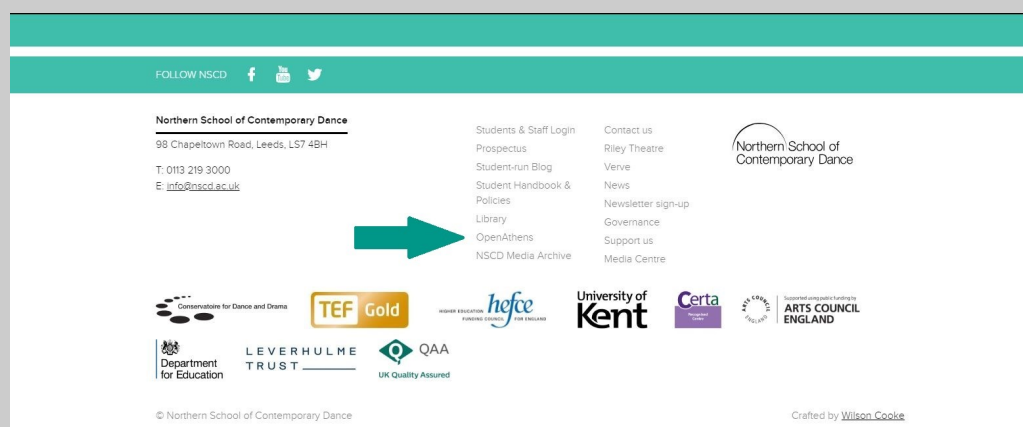 FOLLOW NSCD
You Tube
Northern School of Contemporary Dance
98 Chapeltown Road, Leeds, LS7 4BH
T: 0113 219 3000
E: info@nscd.ac.uk
Students & Staff Login
Prospectus
Student-run Blog
Student Handbook &
Policies
Library
OpenAthens
NSCD Media Archive
Contact us
Riley Theatre
Verve
News
Newsletter sign-up
Governance
Support us
Media Centre
Northern School of
Contemporary Dance
Conservatoire for Dance and Drama
TEF Gold
HIGHER EDUCATION hefce
FUNDING COUNCIL FOR ENGLAND
University of
Kent
Certa
Recognised
Centre
ARTS COUNCIL
ENGLAND
Supported using public funding by
ARTS COUNCIL
ENGLAND
Department
for Education
LEVERHULME
TRUST
QAA
UK Quality Assured
© Northern School of Contemporary Dance
Crafted by Wilson Cooke